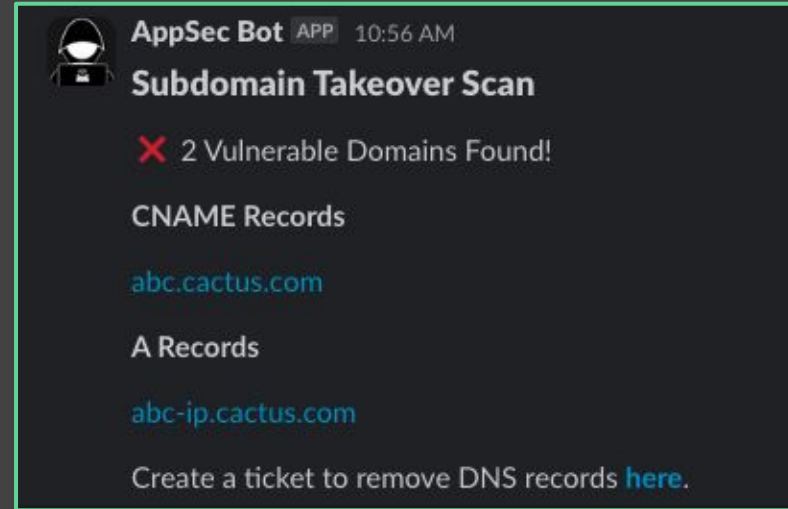 AppSec Bot APP 10:56 AM
Subdomain Takeover Scan
❌ 2 Vulnerable Domains Found!
CNAME Records
abc.cactus.com
A Records
abc-ip.cactus.com
Create a ticket to remove DNS records here.